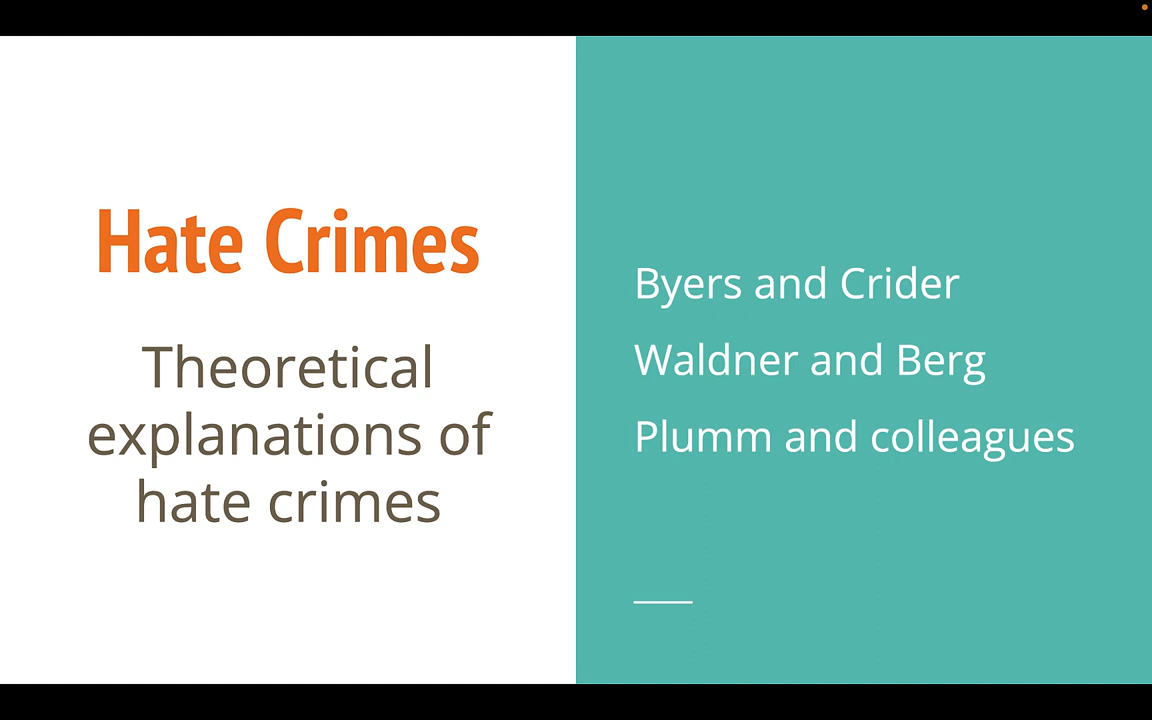 Hate Crimes
Theoretical
explanations of
hate crimes
Byers and Crider
Waldner and Berg
Plumm and colleagues